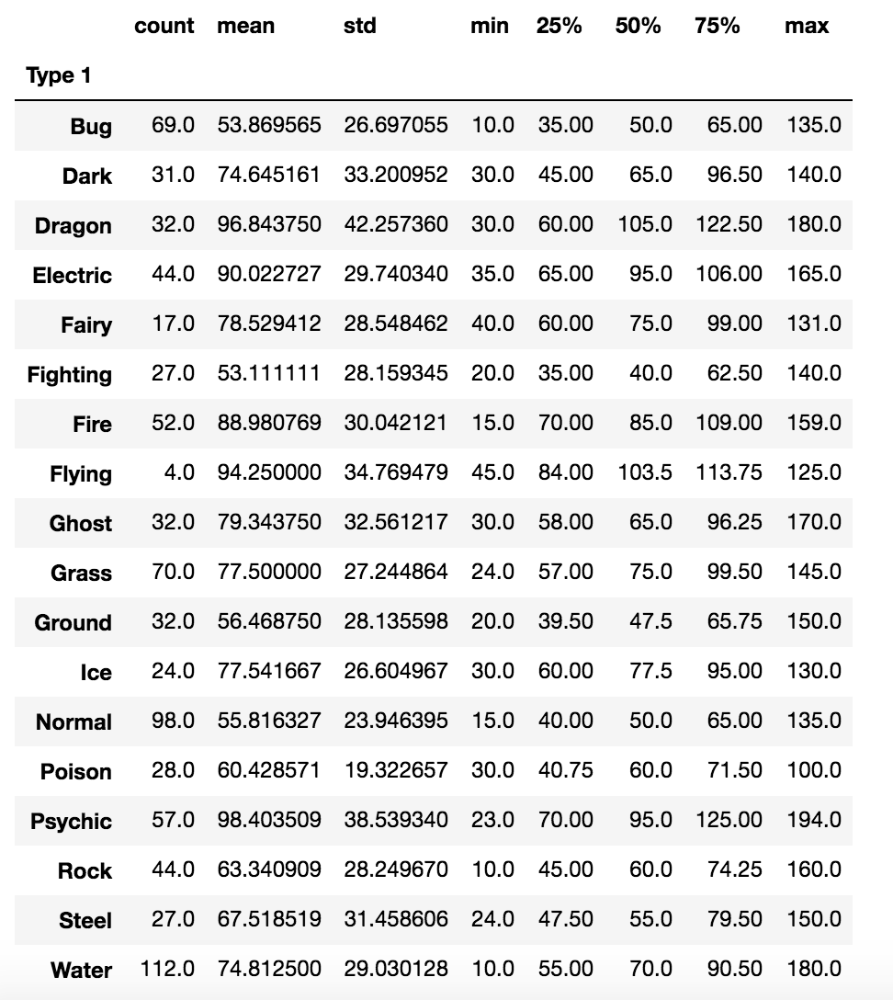 count mean std min 25% 50% 75% max
Type 1
Bug 69.0 53.869565 26.697055 10.0 35.00 50.0 65.00 135.0
Dark 31.0 74.645161 33.200952 30.0 45.00 65.0 96.50 140.0
Dragon 32.0 96.843750 42.257360 30.0 60.00 105.0 122.50 180.0
Electric 44.0 90.022727 29.740340 35.0 65.00 95.0 106.00 165.0
Fairy 17.0 78.529412 28.548462 40.0 60.00 75.0 99.00 131.0
Fighting 27.0 53.111111 28.159345 20.0 35.00 40.0 62.50 140.0
Fire 52.0 88.980769 30.042121 15.0 70.00 85.0 109.00 159.0
Flying 4.0 94.250000 34.769479 45.0 84.00 103.5 113.75 125.0
Ghost 32.0 79.343750 32.561217 30.0 58.00 65.0 96.25 170.0
Grass 70.0 77.500000 27.244864 24.0 57.00 75.0 99.50 145.0
Ground 32.0 56.468750 28.135598 20.0 39.50 47.5 65.75 150.0
Ice 24.0 77.541667 26.604967 30.0 60.00 77.5 95.00 130.0
Normal 98.0 55.816327 23.946395 15.0 40.00 50.0 65.00 135.0
Poison 28.0 60.428571 19.322657 30.0 40.75 60.0 71.50 100.0
Psychic 57.0 98.403509 38.539340 23.0 70.00 95.0 125.00 194.0
Rock 44.0 63.340909 28.249670 10.0 45.00 60.0 74.25 160.0
Steel 27.0 67.518519 31.458606 24.0 47.50 55.0 79.50 150.0
Water 112.0 74.812500 29.030128 10.0 55.00 70.0 90.50 180.0